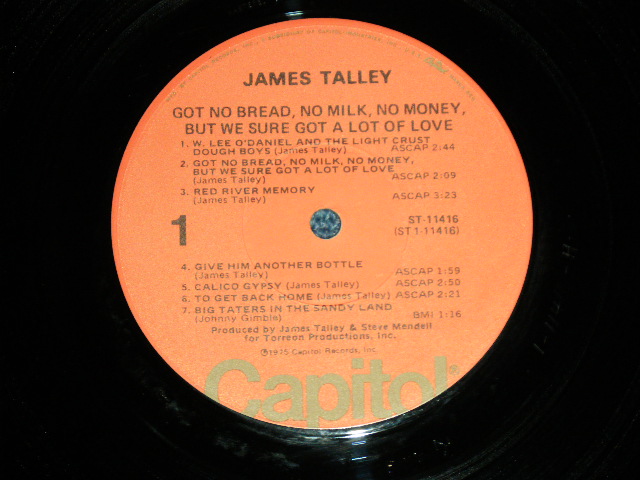 JAMES TALLEY
GOT NO BREAD, NO MILK, NO MONEY,
BUT WE SURE GOT A LOT OF LOVE
1. W. LEE O'DANIEL AND THE LIGHT CRUST
DOUGH BOYS (James Talley) ASCAP 2:44
2. GOT NO BREAD, NO MILK, NO MONEY,
BUT WE SURE GOT A LOT OF LOVE
(James Talley) ASCAP 2:09
3. RED RIVER MEMORY
(James Talley) ASCAP 3:23
1
ST-11416
(ST 1-11416)
4. GIVE HIM ANOTHER BOTTLE
(James Talley) ASCAP 1:59
5. CALICO GYPSY (James Talley) ASCAP 2:50
6. TO GET BACK HOME (James Talley) ASCAP 2:21
7. BIG TATERS IN THE SANDY LAND
(Johnny Gimble) BMI 1:16
Produced by James Talley & Steve Mendell
for Torreon Productions, Inc.
℗1975 Capitol Records, Inc.
Capitol®